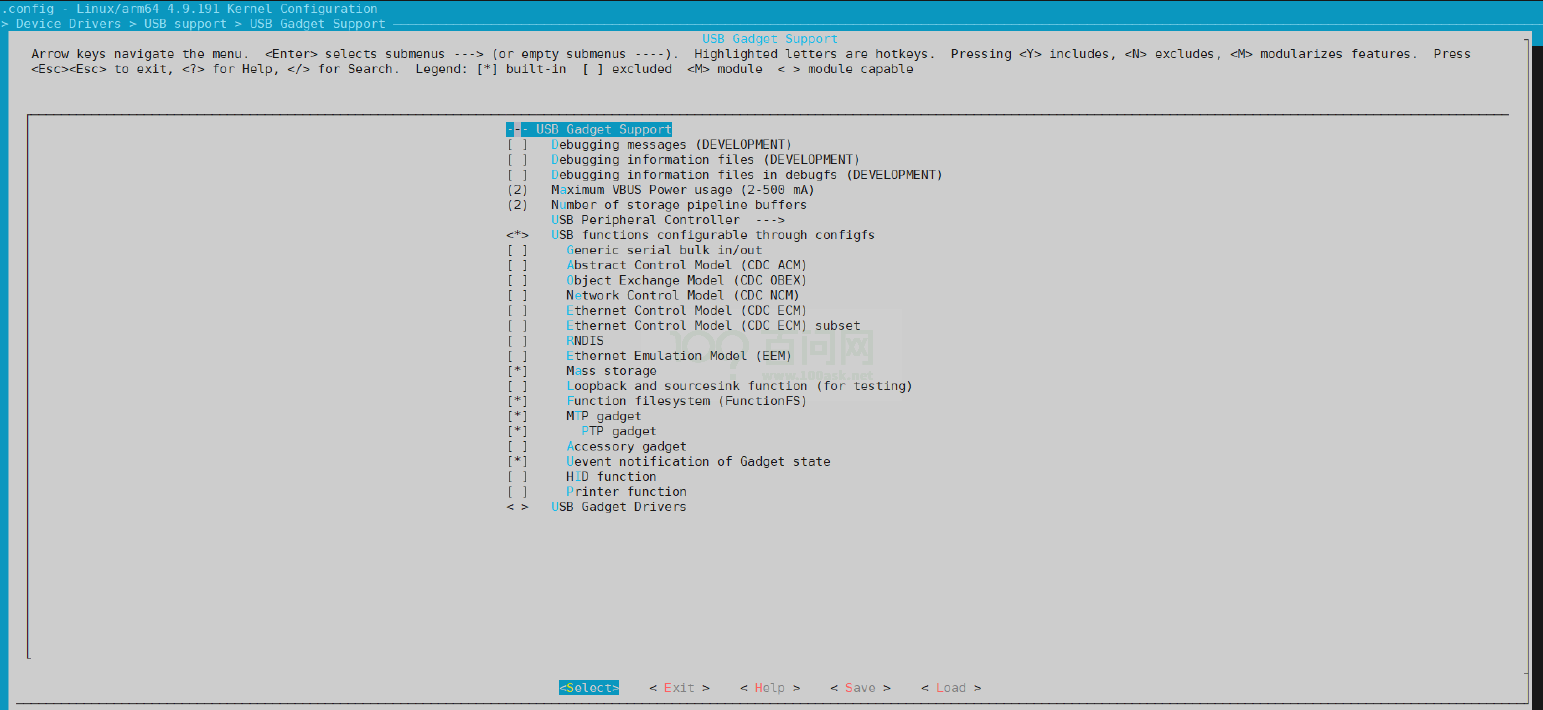 .config - Linux/arm64 4.9.191 Kernel Configuration
> Device Drivers > USB support > USB Gadget Support
USB Gadget Support
Arrow keys navigate the menu.  <Enter> selects submenus ---> (or empty submenus ----).  Highlighted letters are hotkeys.  Pressing <Y> includes, <N> excludes, <M> modularizes features.  Press
<Esc><Esc> to exit, <?> for Help, </> for Search.  Legend: [*] built-in  [ ] excluded  <M> module  < > module capable
--- USB Gadget Support
[ ]   Debugging messages (DEVELOPMENT)
[ ]   Debugging information files (DEVELOPMENT)
[ ]   Debugging information files in debugfs (DEVELOPMENT)
(2)   Maximum VBUS Power usage (2-500 mA)
(2)   Number of storage pipeline buffers
USB Peripheral Controller  --->
<*>   USB functions configurable through configfs
[ ]     Generic serial bulk in/out
[ ]     Abstract Control Model (CDC ACM)
[ ]     Object Exchange Model (CDC OBEX)
[ ]     Network Control Model (CDC NCM)
[ ]     Ethernet Control Model (CDC ECM)
[ ]     Ethernet Control Model (CDC ECM) subset
[ ]     RNDIS
[ ]     Ethernet Emulation Model (EEM)
[*]     Mass storage
[ ]     Loopback and sourcesink function (for testing)
[*]     Function filesystem (FunctionFS)
[*]     MTP gadget
[*]       PTP gadget
[ ]     Accessory gadget
[*]     Uevent notification of Gadget state
[ ]     HID function
[ ]     Printer function
< >   USB Gadget Drivers
百问网
www.100ask.net
<Select>    < Exit >    < Help >    < Save >    < Load >